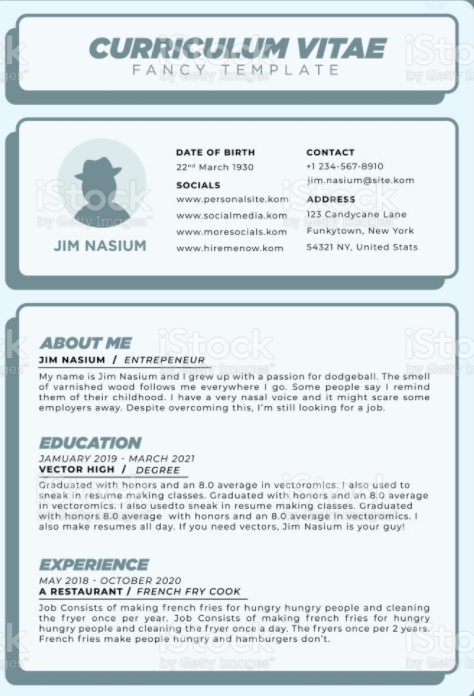 CURRICULUM VITAE
FANCY TEMPLATE
JIM NASIUM
DATE OF BIRTH
22nd March 1930
SOCIALS
www.personalsite.kom
www.socialmedia.kom
www.moresocials.kom
www.hiremenow.kom
CONTACT
+1 234-567-8910
jim.nasium@site.kom
ADDRESS
123 Candycane Lane
Funkytown, New York
54321 NY, United Stats
ABOUT ME
JIM NASIUM / ENTREPENEUR
My name is Jim Nasium and I grew up with a passion for dodgeball. The smell
of varnished wood follows me everywhere I go. Some people say I remind
them of their childhood. I have a very nasal voice and it might scare some
employers away. Despite overcoming this, I'm still looking for a job.
EDUCATION
JAMUARY 2019 - MARCH 2021
VECTOR HIGH / DEGREE
Graduated with honors and an 8.0 average in vectoromics. I also used to
sneak in resume making classes. Graduated with honors and an 8.0 average
in vectoromics. I also usedto sneak in resume making classes. Graduated
with honors 8.0 average with honors and an 8.0 average in vectoromics. I
also make resumes all day. If you need vectors, Jim Nasium is your guy!
EXPERIENCE
MAY 2018 - OCTOBER 2020
A RESTAURANT / FRENCH FRY COOK
Job Consists of making french fries for hungry hungry people and cleaning
the fryer once per year. Job Consists of making french fries for hungry
hungry people and cleaning the fryer once a day. The fryers once per 2 years.
French fries make people hungry and hamburgers don't.
iStock
by Getty Images™